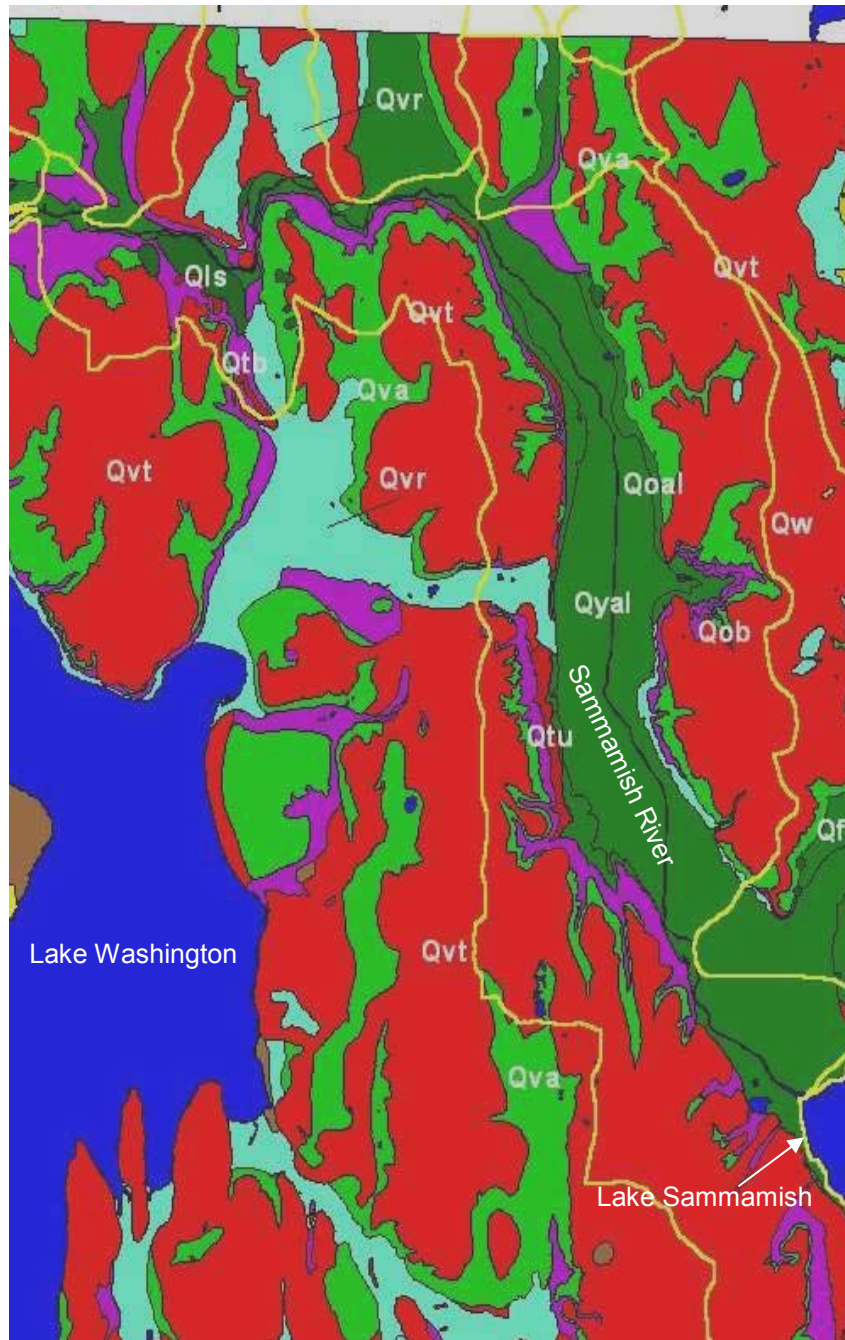 Qvr
Qva
Qls
Qvt
Qvt
Qtb
Qva
Qvt
Qvr
Qoal
Qw
Qyal
Qob
Sammamish River
Qtu
Qf
Lake Washington
Qvt
Qva
Lake Sammamish